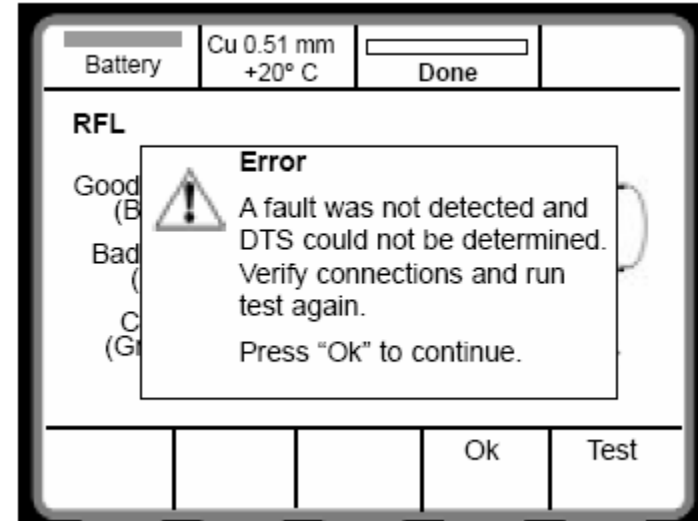 Battery
Cu 0.51 mm
+20° C
Done
RFL
Error
A fault was not detected and
DTS could not be determined.
Verify connections and run
test again.
Press “Ok” to continue.
Good
(B
Bad
(
C
(Gr
Ok
Test